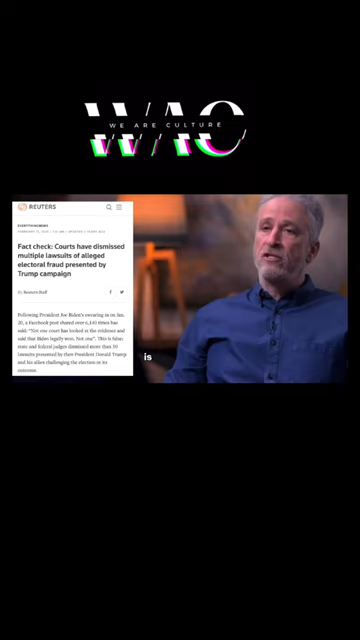 WAC
WE ARE CULTURE
REUTERS
Fact check: Courts have dismissed
multiple lawsuits of alleged
electoral fraud presented by
Trump campaign
By Reuters Staff
Following President Joe Biden's swearing in on Jan.
20, a Facebook post shared over 4,100 times has
said: "Not one court has looked at the evidence and
said that Biden legally won. Not one". This is false:
state and federal judges dismissed more than 50
lawsuits presented by then President Donald Trump
and his allies challenging the election or its
outcome.
is